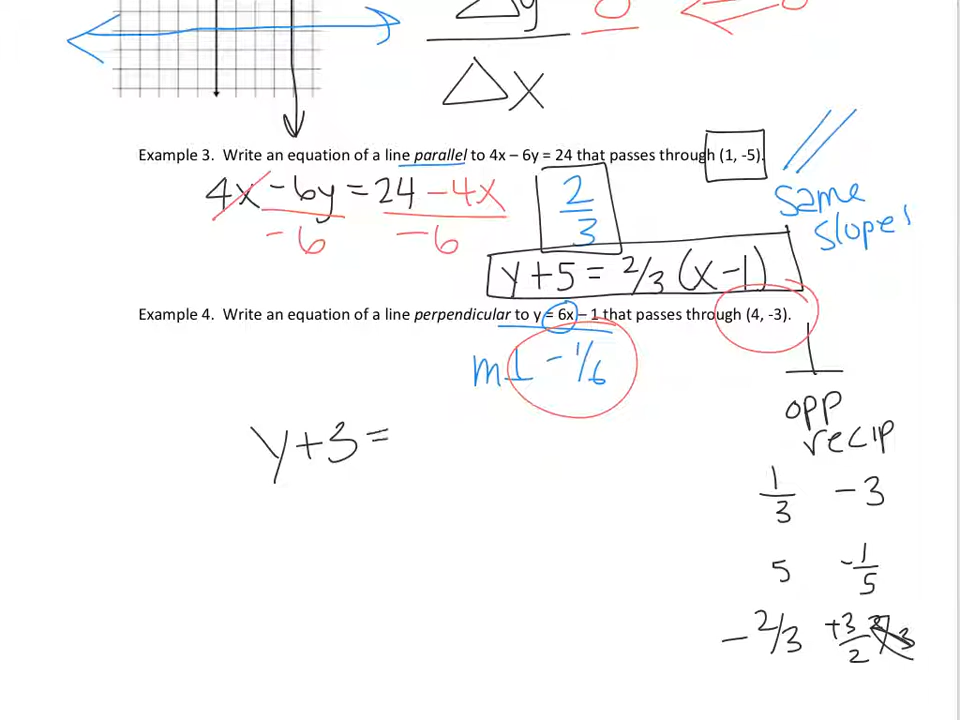 Δy
0
0
Δx
Example 3. Write an equation of a line parallel to 4x – 6y = 24 that passes through (1, -5).
4x - 6y = 24 - 4x
-6 -6
2
3
same
slopes
y + 5 = 2/3 (x - 1)
Example 4. Write an equation of a line perpendicular to y = 6x – 1 that passes through (4, -3).
m⊥ - 1/6
opp
recip
y + 3 =
1/3 - 3
5 - 1/5
- 2/3 + 3/2